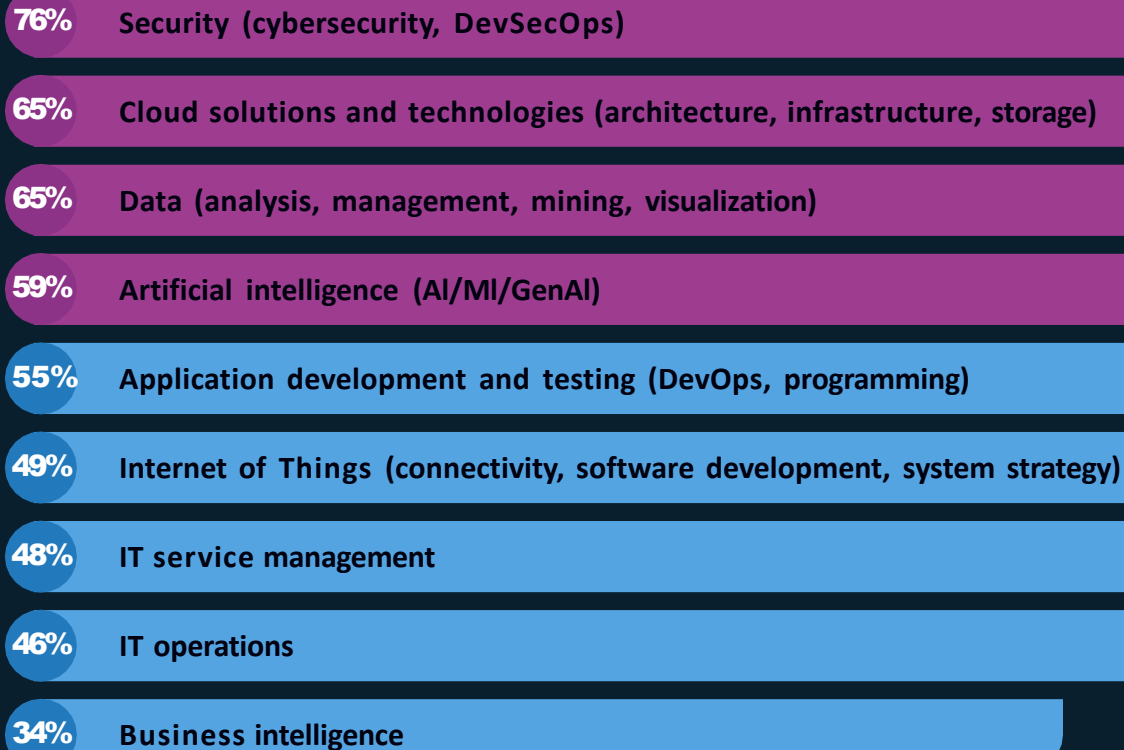 76% Security (cybersecurity, DevSecOps)
65% Cloud solutions and technologies (architecture, infrastructure, storage)
65% Data (analysis, management, mining, visualization)
59% Artificial intelligence (Al/Ml/GenAl)
55% Application development and testing (DevOps, programming)
49% Internet of Things (connectivity, software development, system strategy)
48% IT service management
46% IT operations
34% Business intelligence